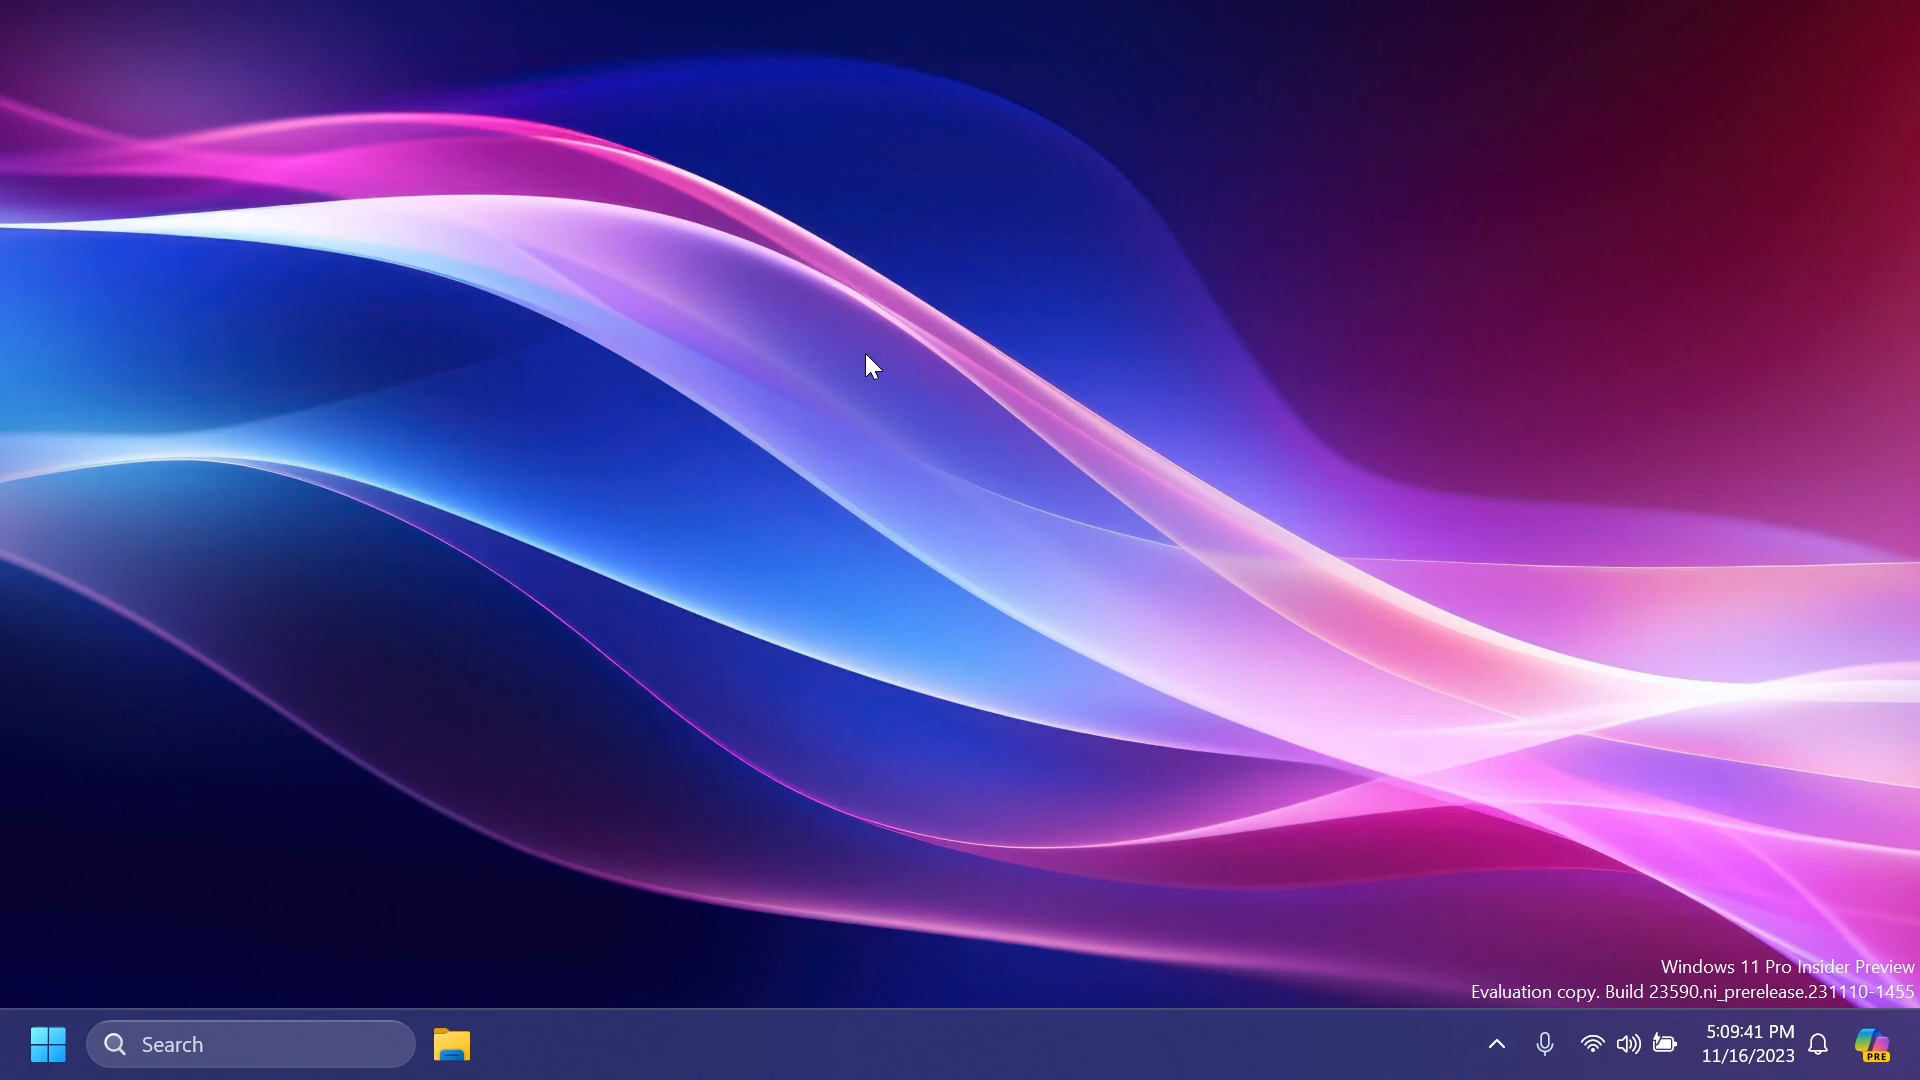 Windows 11 Pro Insider Preview
Evaluation copy. Build 23590.ni_prerelease.231110-1455
Search
5:09:41 PM
11/16/2023
PRE